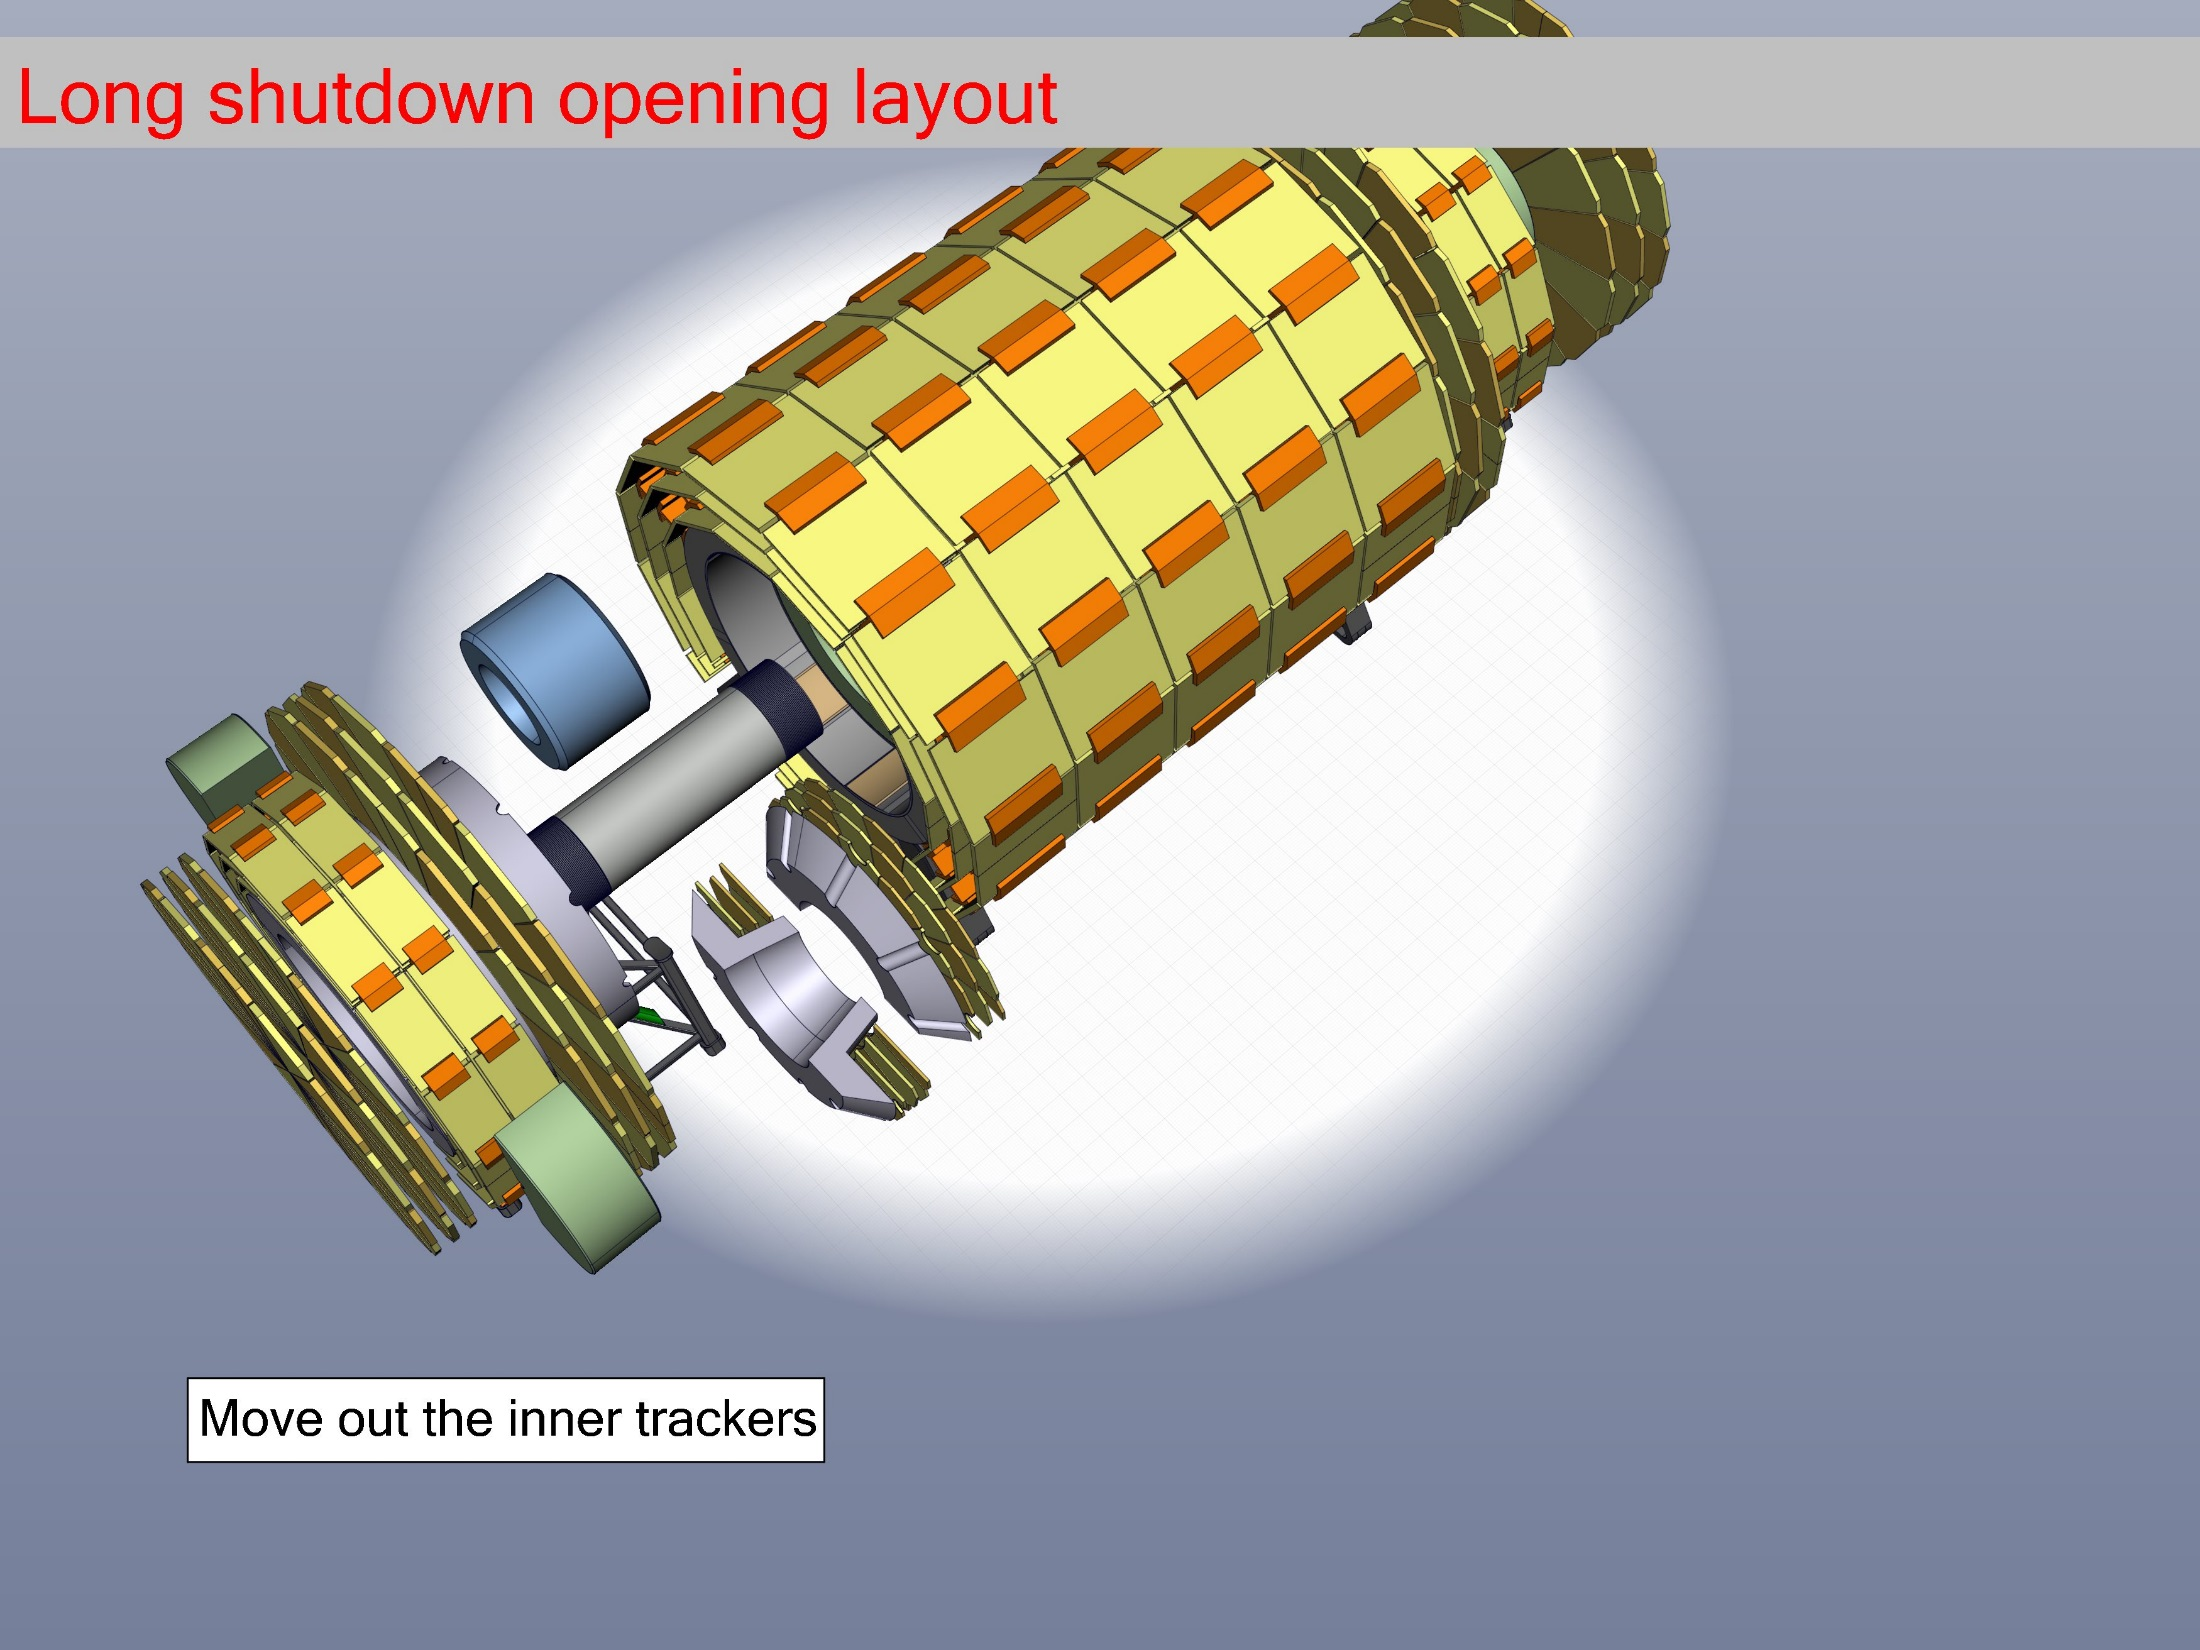 Long shutdown opening layout
Move out the inner trackers